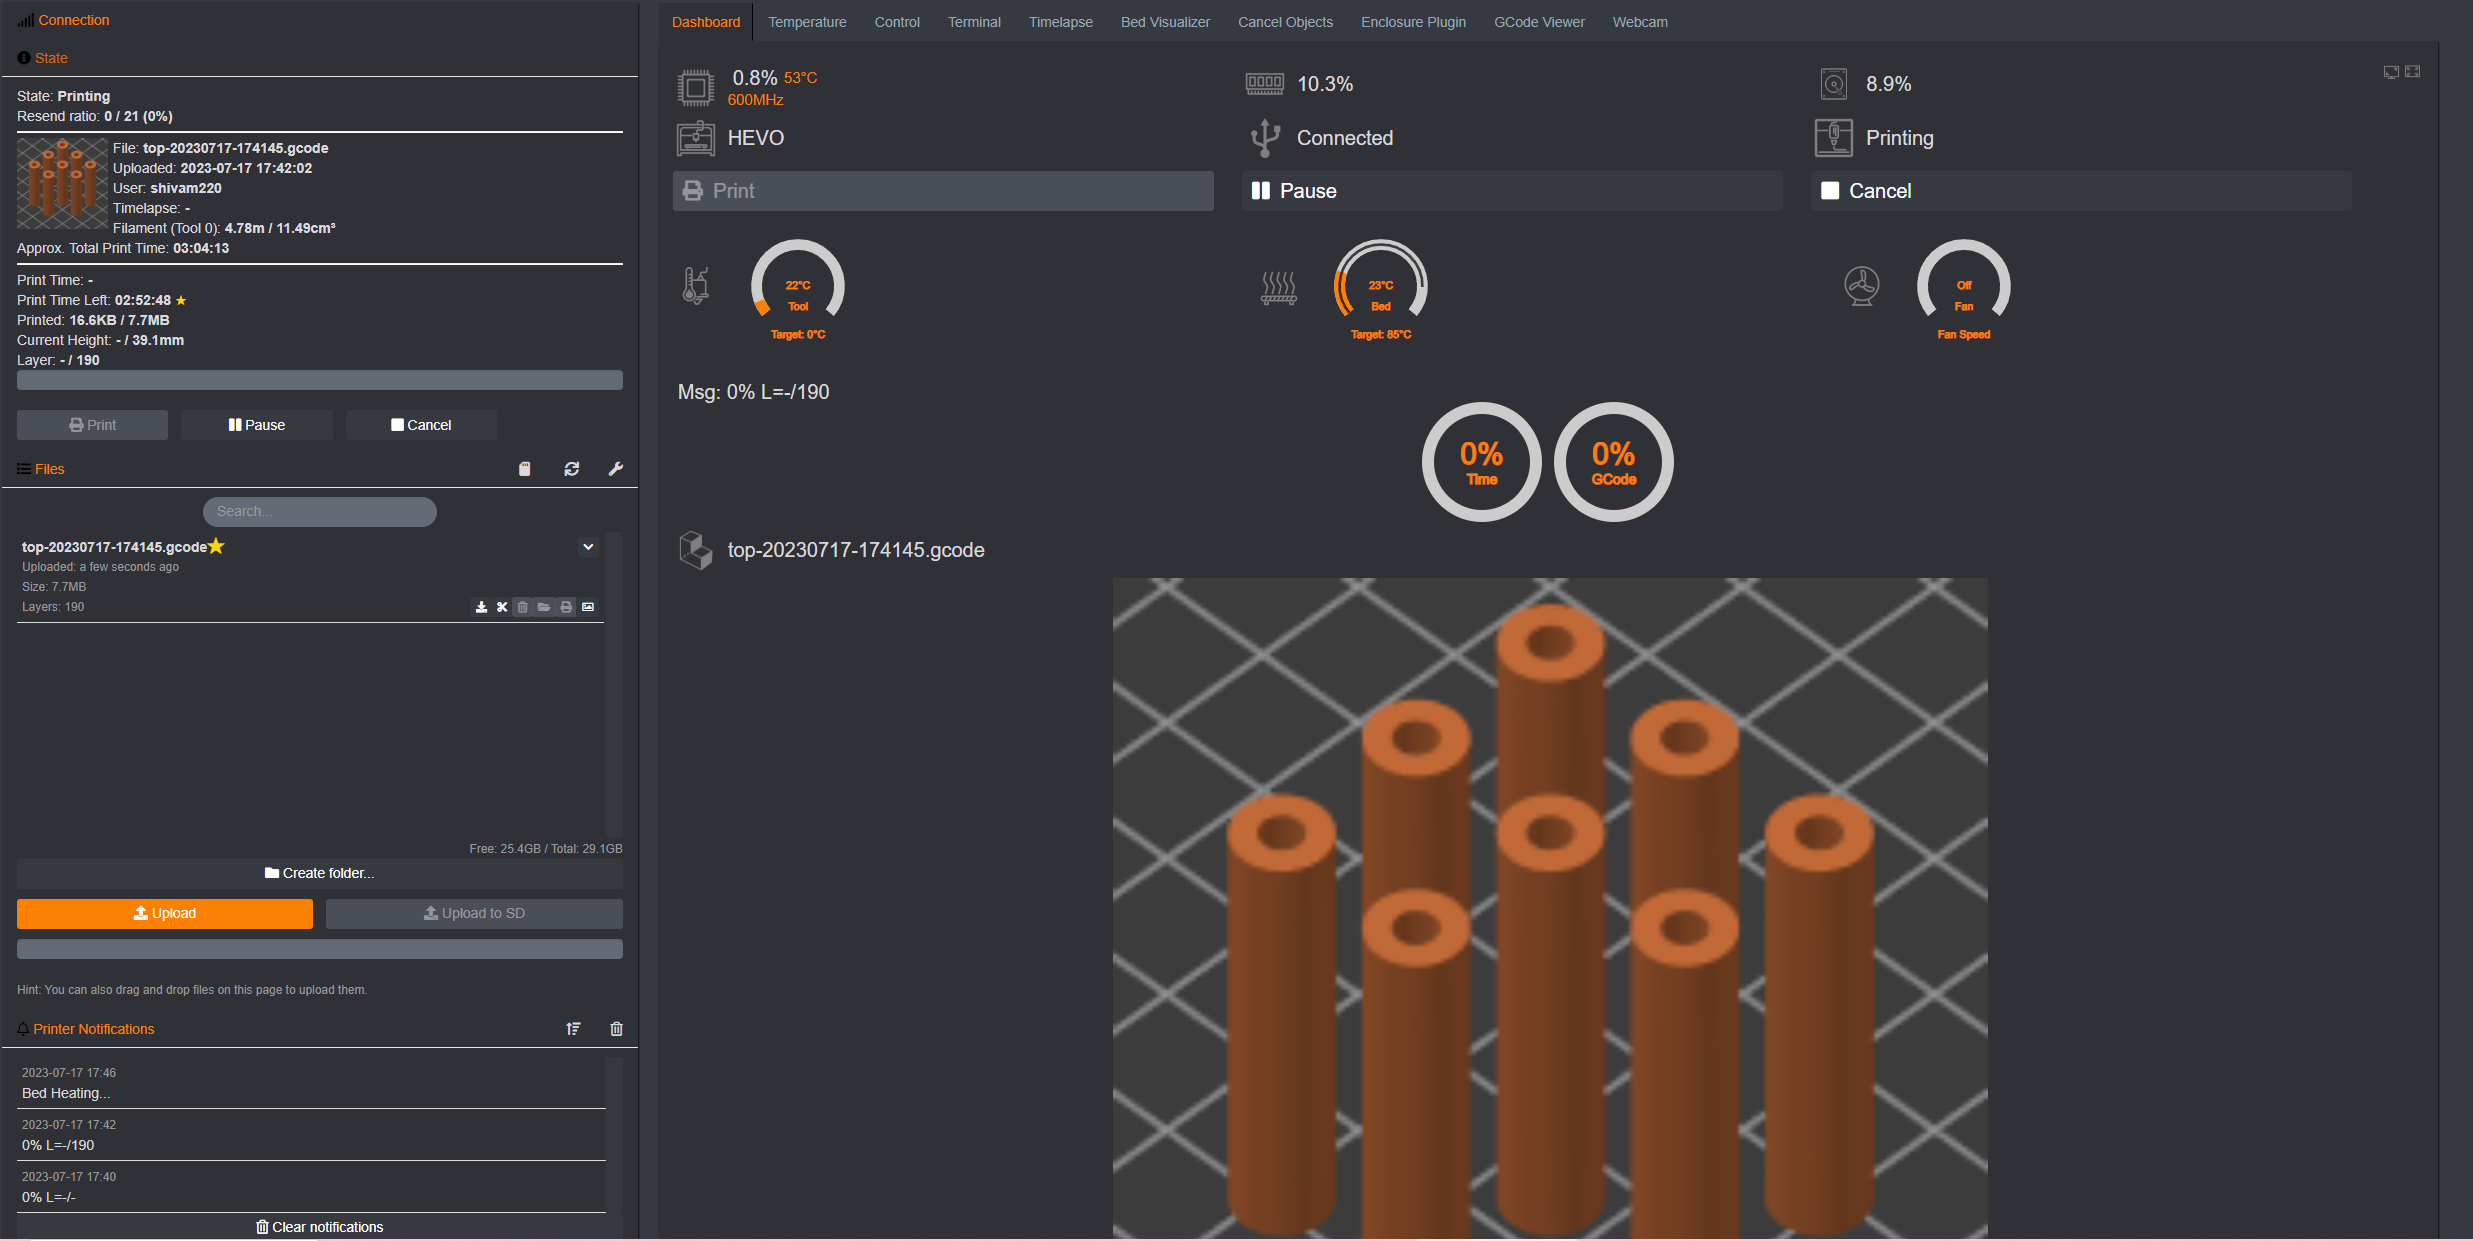 Connection
State
State: Printing
Resend ratio: 0 / 21 (0%)
File: top-20230717-174145.gcode
Uploaded: 2023-07-17 17:42:02
User: shivam220
Timelapse: -
Filament (Tool 0): 4.78m / 11.49cm³
Approx. Total Print Time: 03:04:13
Print Time: -
Print Time Left: 02:52:48 ★
Printed: 16.6KB / 7.7MB
Current Height: - / 39.1mm
Layer: - / 190
Print Pause Cancel
Files
Search...
top-20230717-174145.gcode
Uploaded: a few seconds ago
Size: 7.7MB
Layers: 190
Free: 25.4GB / Total: 29.1GB
Create folder...
Upload Upload to SD
Hint: You can also drag and drop files on this page to upload them.
Printer Notifications
2023-07-17 17:46
Bed Heating...
2023-07-17 17:42
0% L=-/190
2023-07-17 17:40
0% L=-/-
Clear notifications
Dashboard Temperature Control Terminal Timelapse Bed Visualizer Cancel Objects Enclosure Plugin GCode Viewer Webcam
0.8% 53°C
600MHz
10.3%
8.9%
HEVO
Connected
Printing
Print
Pause
Cancel
22°C
Tool
Target: 0°C
23°C
Bed
Target: 85°C
Off
Fan
Fan Speed
Msg: 0% L=-/190
0%
Time
0%
GCode
top-20230717-174145.gcode